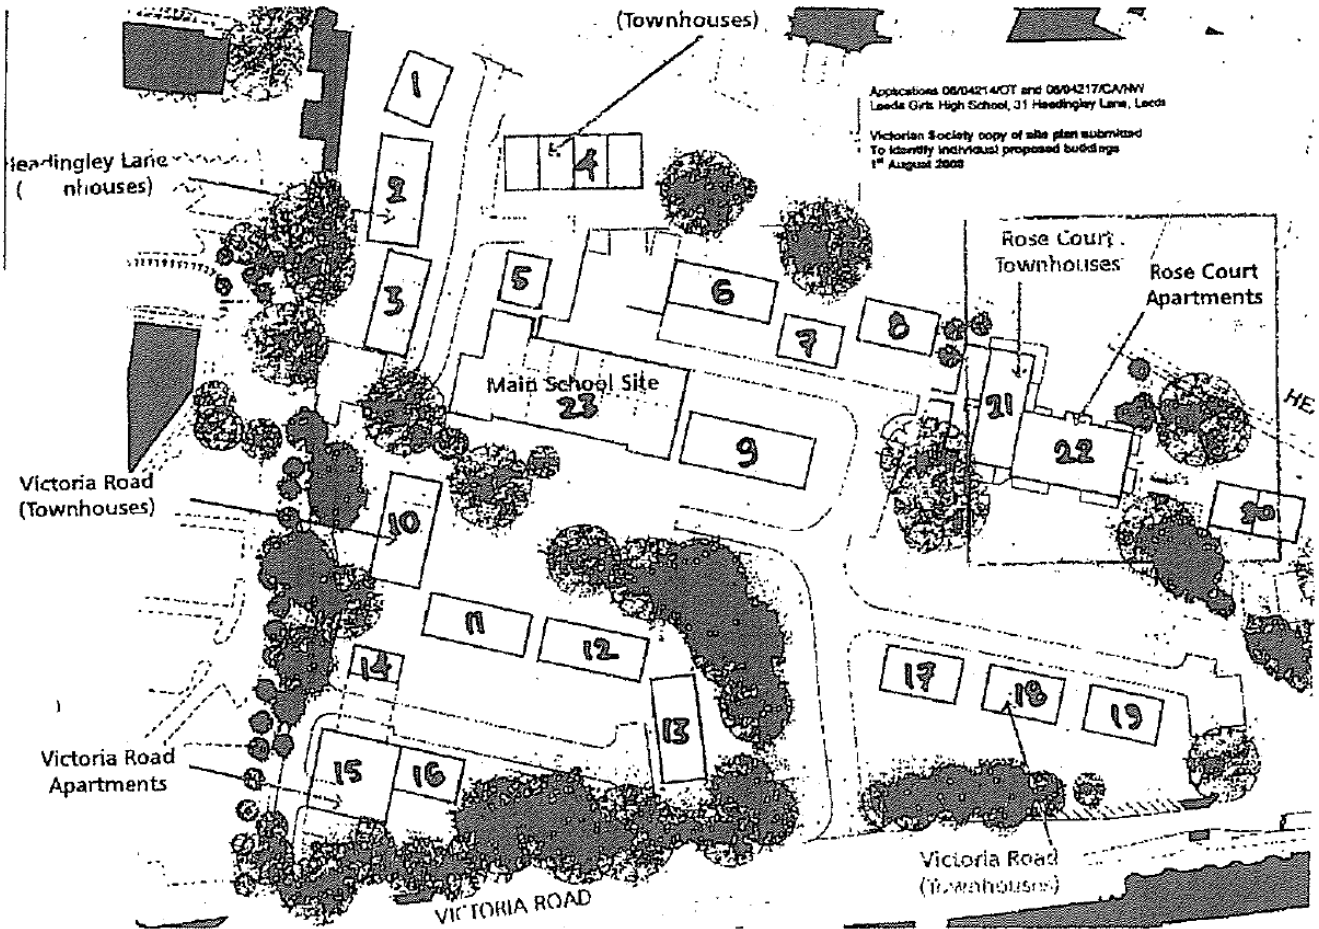 (Townhouses)
Applications 06/04214/OT and 06/04217/CA/NW
Leeds Girls High School, 31 Headingley Lane, Leeds
Victorian Society copy of site plan submitted
To identify individual proposed buildings
1st August 2008
1
2
3
4
5
6
7
8
9
Headingley Lane
( nhouses)
Rose Court
Townhouses
Rose Court
Apartments
Main School Site
23
21
22
20
HE
Victoria Road
(Townhouses)
10
11
12
13
14
15
16
17
18
19
Victoria Road
Apartments
Victoria Road
(Townhouses)
VICTORIA ROAD